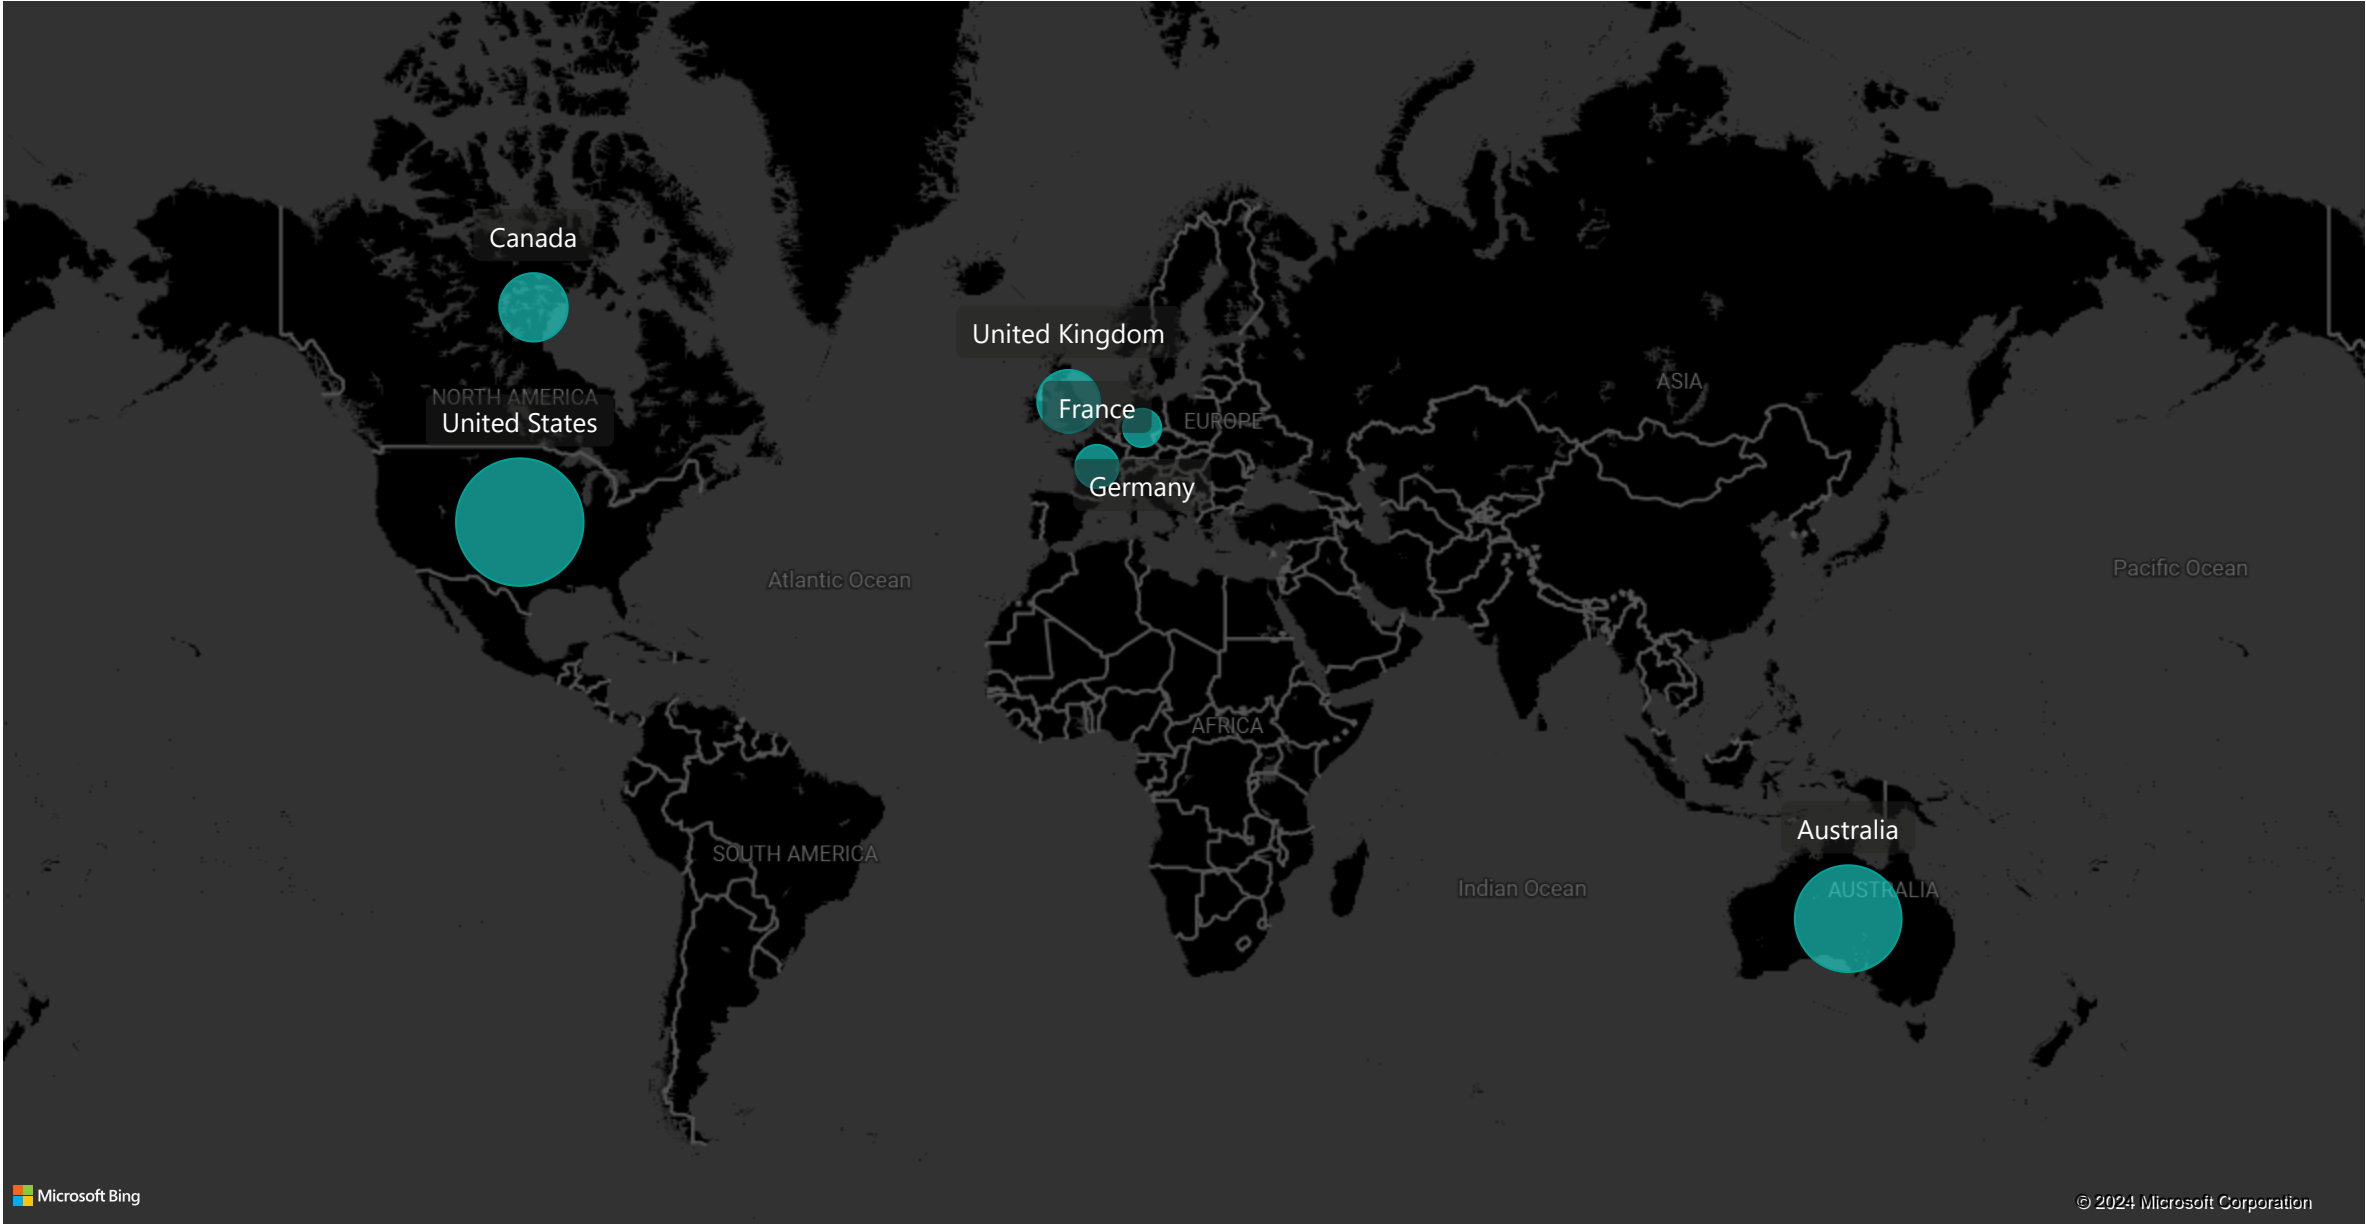 Canada
United Kingdom
ASIA
NORTH AMERICA
France
EUROPE
United States
Germany
Atlantic Ocean
Pacific Ocean
AFRICA
Australia
SOUTH AMERICA
Indian Ocean
AUSTRALIA
Microsoft Bing
© 2024 Microsoft Corporation